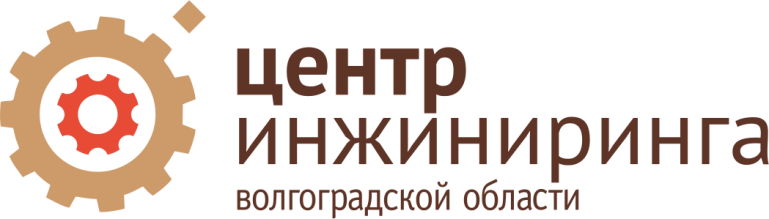 центр
инжиниринга
волгоградской области